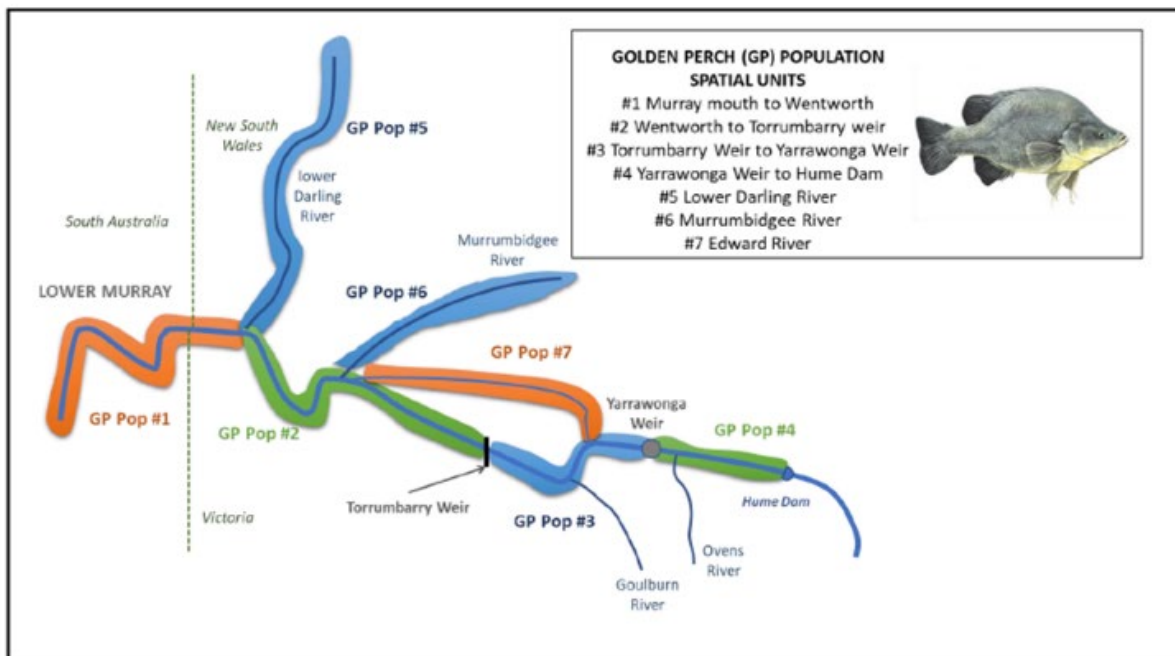 GOLDEN PERCH (GP) POPULATION
SPATIAL UNITS
#1 Murray mouth to Wentworth
#2 Wentworth to Torrumbarry weir
#3 Torrumbarry Weir to Yarrawonga Weir
#4 Yarrawonga Weir to Hume Dam
#5 Lower Darling River
#6 Murrumbidgee River
#7 Edward River
New South
Wales
GP Pop #5
lower
Darling
River
South Australia
Murrumbidgee
River
LOWER MURRAY
GP Pop #6
GP Pop #7
Yarrawonga
Weir
GP Pop #1
GP Pop #2
GP Pop #4
Torrumbarry Weir
Hume Dam
Victoria
GP Pop #3
Ovens
River
Goulburn
River